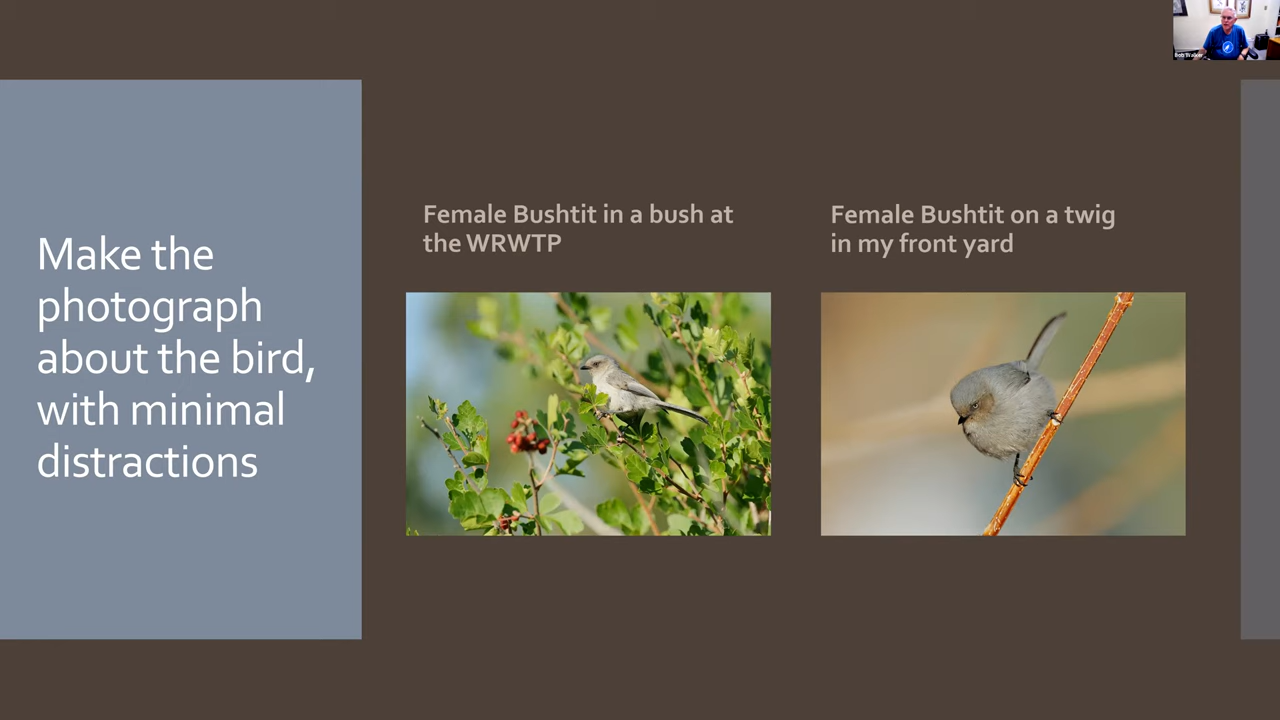 Make the
photograph
about the bird,
with minimal
distractions
Female Bushtit in a bush at
the WRWTP
Female Bushtit on a twig
in my front yard